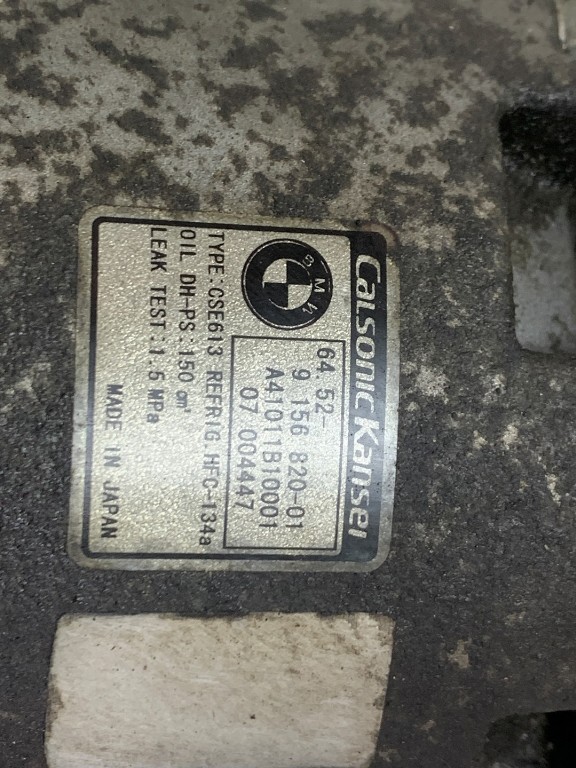 Calsonic Kansei
BMW
64.52-
9 156 820-01
A41011B10001
07 004447
TYPE:CSE613 REFRIG.HFC-134a
OIL DH-PS:150 cm³
LEAK TEST:1.5 MPa
MADE IN JAPAN